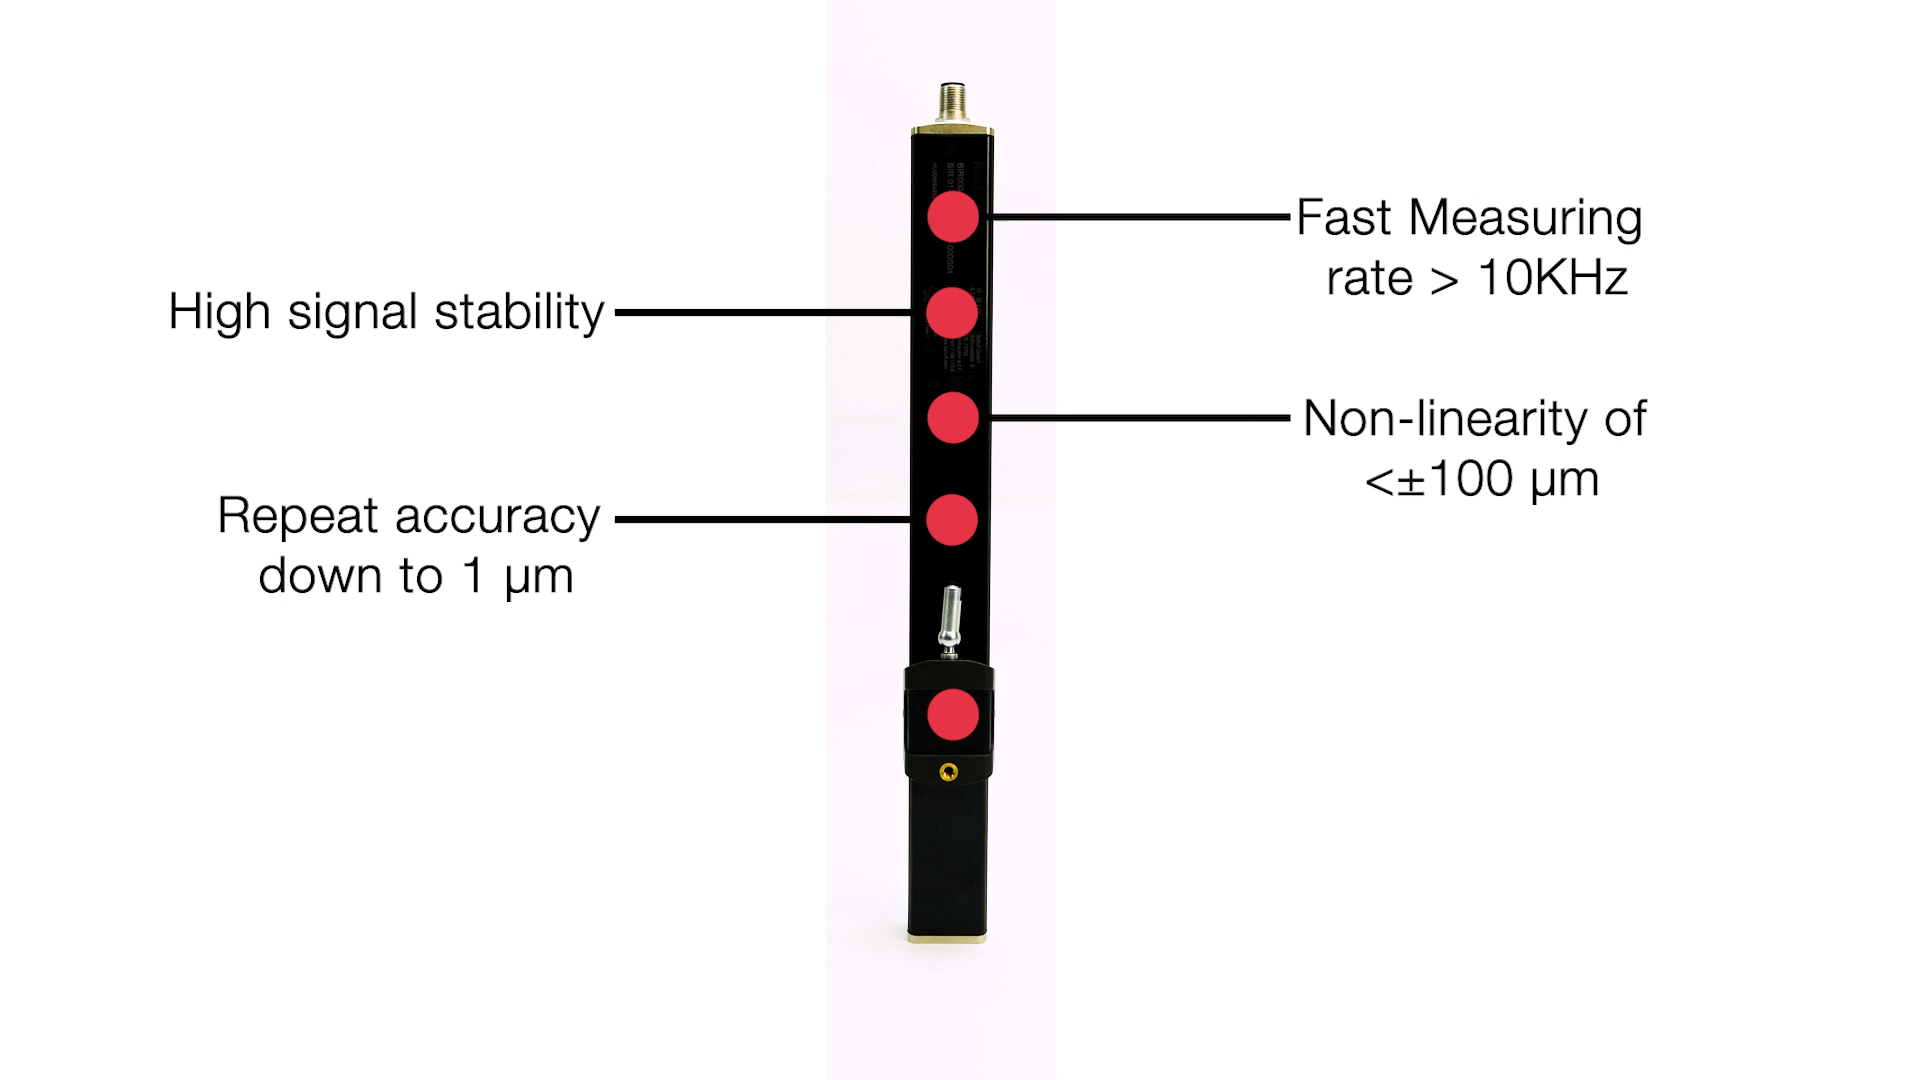 Fast Measuring
rate > 10KHz
High signal stability
Non-linearity of
<±100 µm
Repeat accuracy
down to 1 µm